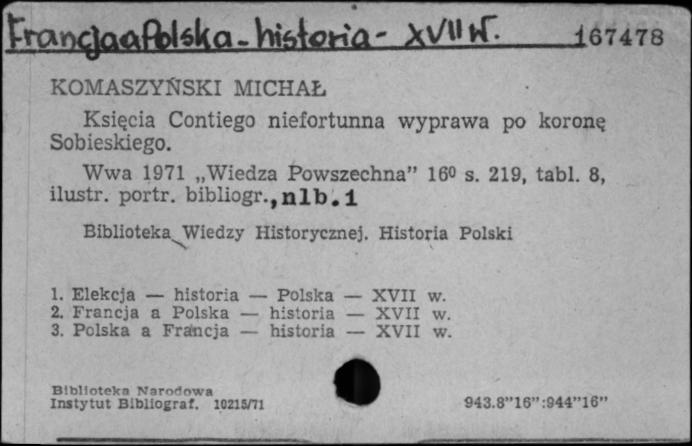 Francja a Polska - historia - XVII w. 167478
KOMASZYŃSKI MICHAŁ
Księcia Contiego niefortunna wyprawa po koronę
Sobieskiego.
Wwa 1971 „Wiedza Powszechna” 16⁰ s. 219, tabl. 8,
ilustr. portr. bibliogr., nlb. 1
Biblioteka Wiedzy Historycznej. Historia Polski
1. Elekcja — historia — Polska — XVII w.
2. Francja a Polska — historia — XVII w.
3. Polska a Francja — historia — XVII w.
Biblioteka Narodowa
Instytut Bibliograf. 10215/71 943.8”16”:944”16”